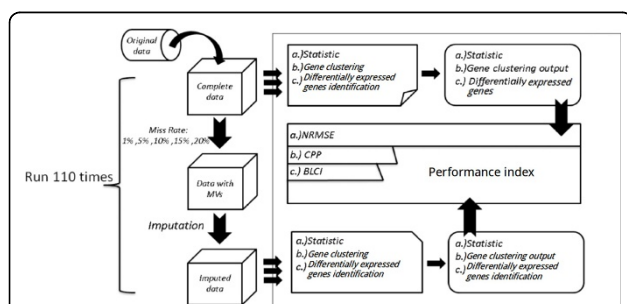 Original
data
Complete
data
a.)Statistic
b.)Gene clustering
c.)Differentially expressed
genes identification
a.)Statistic
b.)Gene clustering output
c.) Differentially expressed
genes
Miss Rate:
1% ,5% ,10% ,15% ,20%
Run 110 times
Data with
MVs
a.)NRMSE
b.) CPP
c.) BLCI
Performance index
Imputation
Imputed
data
a.)Statistic
b.)Gene clustering
c.) Differentially expressed
genes identification
a.)Statistic
b.)Gene clustering output
c.)Differentially expressed
genes identification